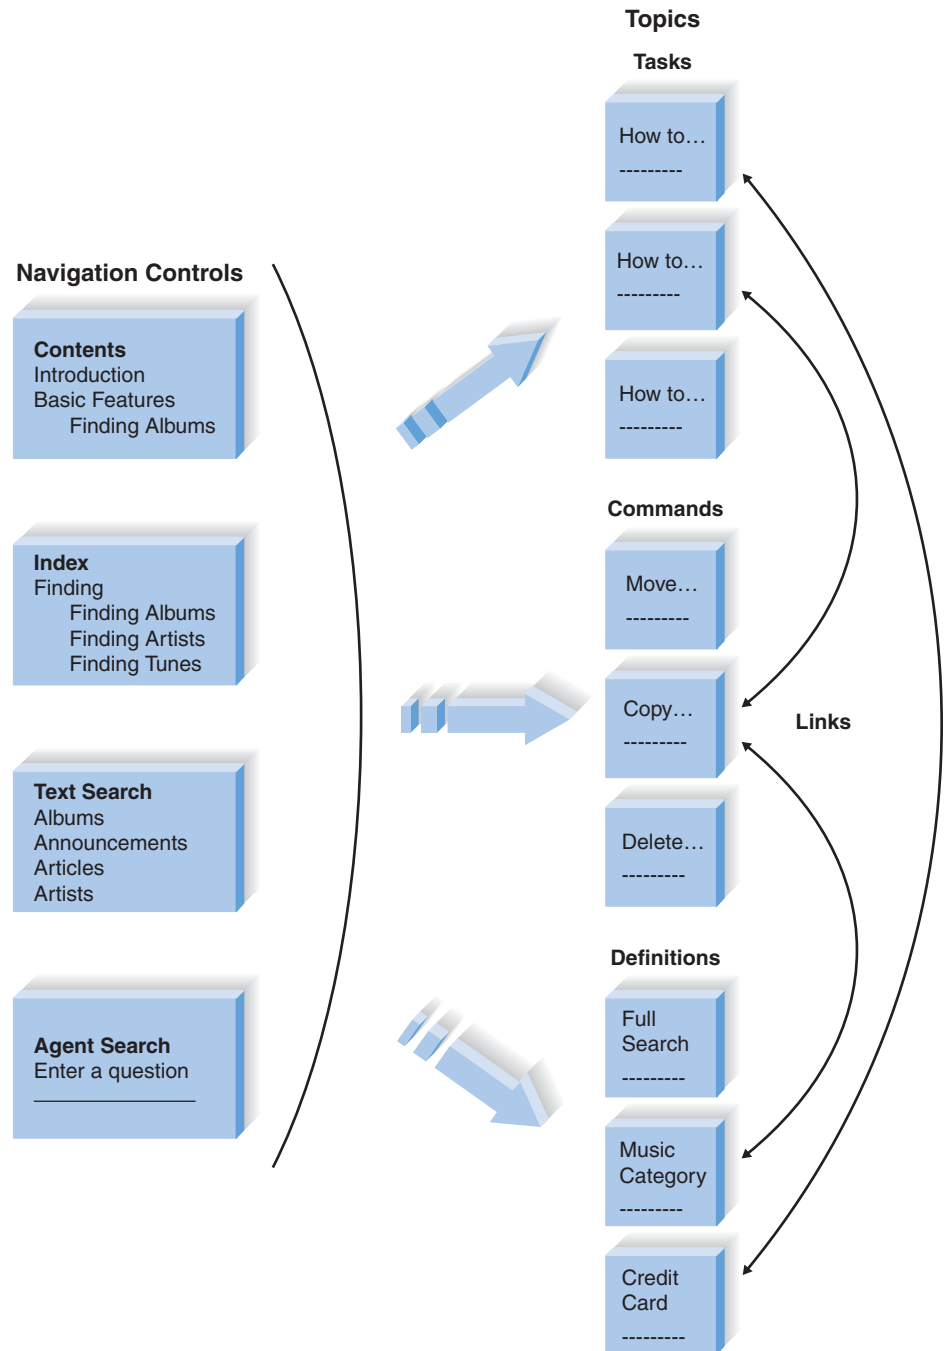 Topics
Tasks
How to…
---------
How to…
---------
How to…
---------
Navigation Controls
Contents
Introduction
Basic Features
Finding Albums
Index
Finding
Finding Albums
Finding Artists
Finding Tunes
Text Search
Albums
Announcements
Articles
Artists
Agent Search
Enter a question
Commands
Move…
---------
Copy…
---------
Delete…
---------
Links
Definitions
Full
Search
---------
Music
Category
---------
Credit
Card
---------